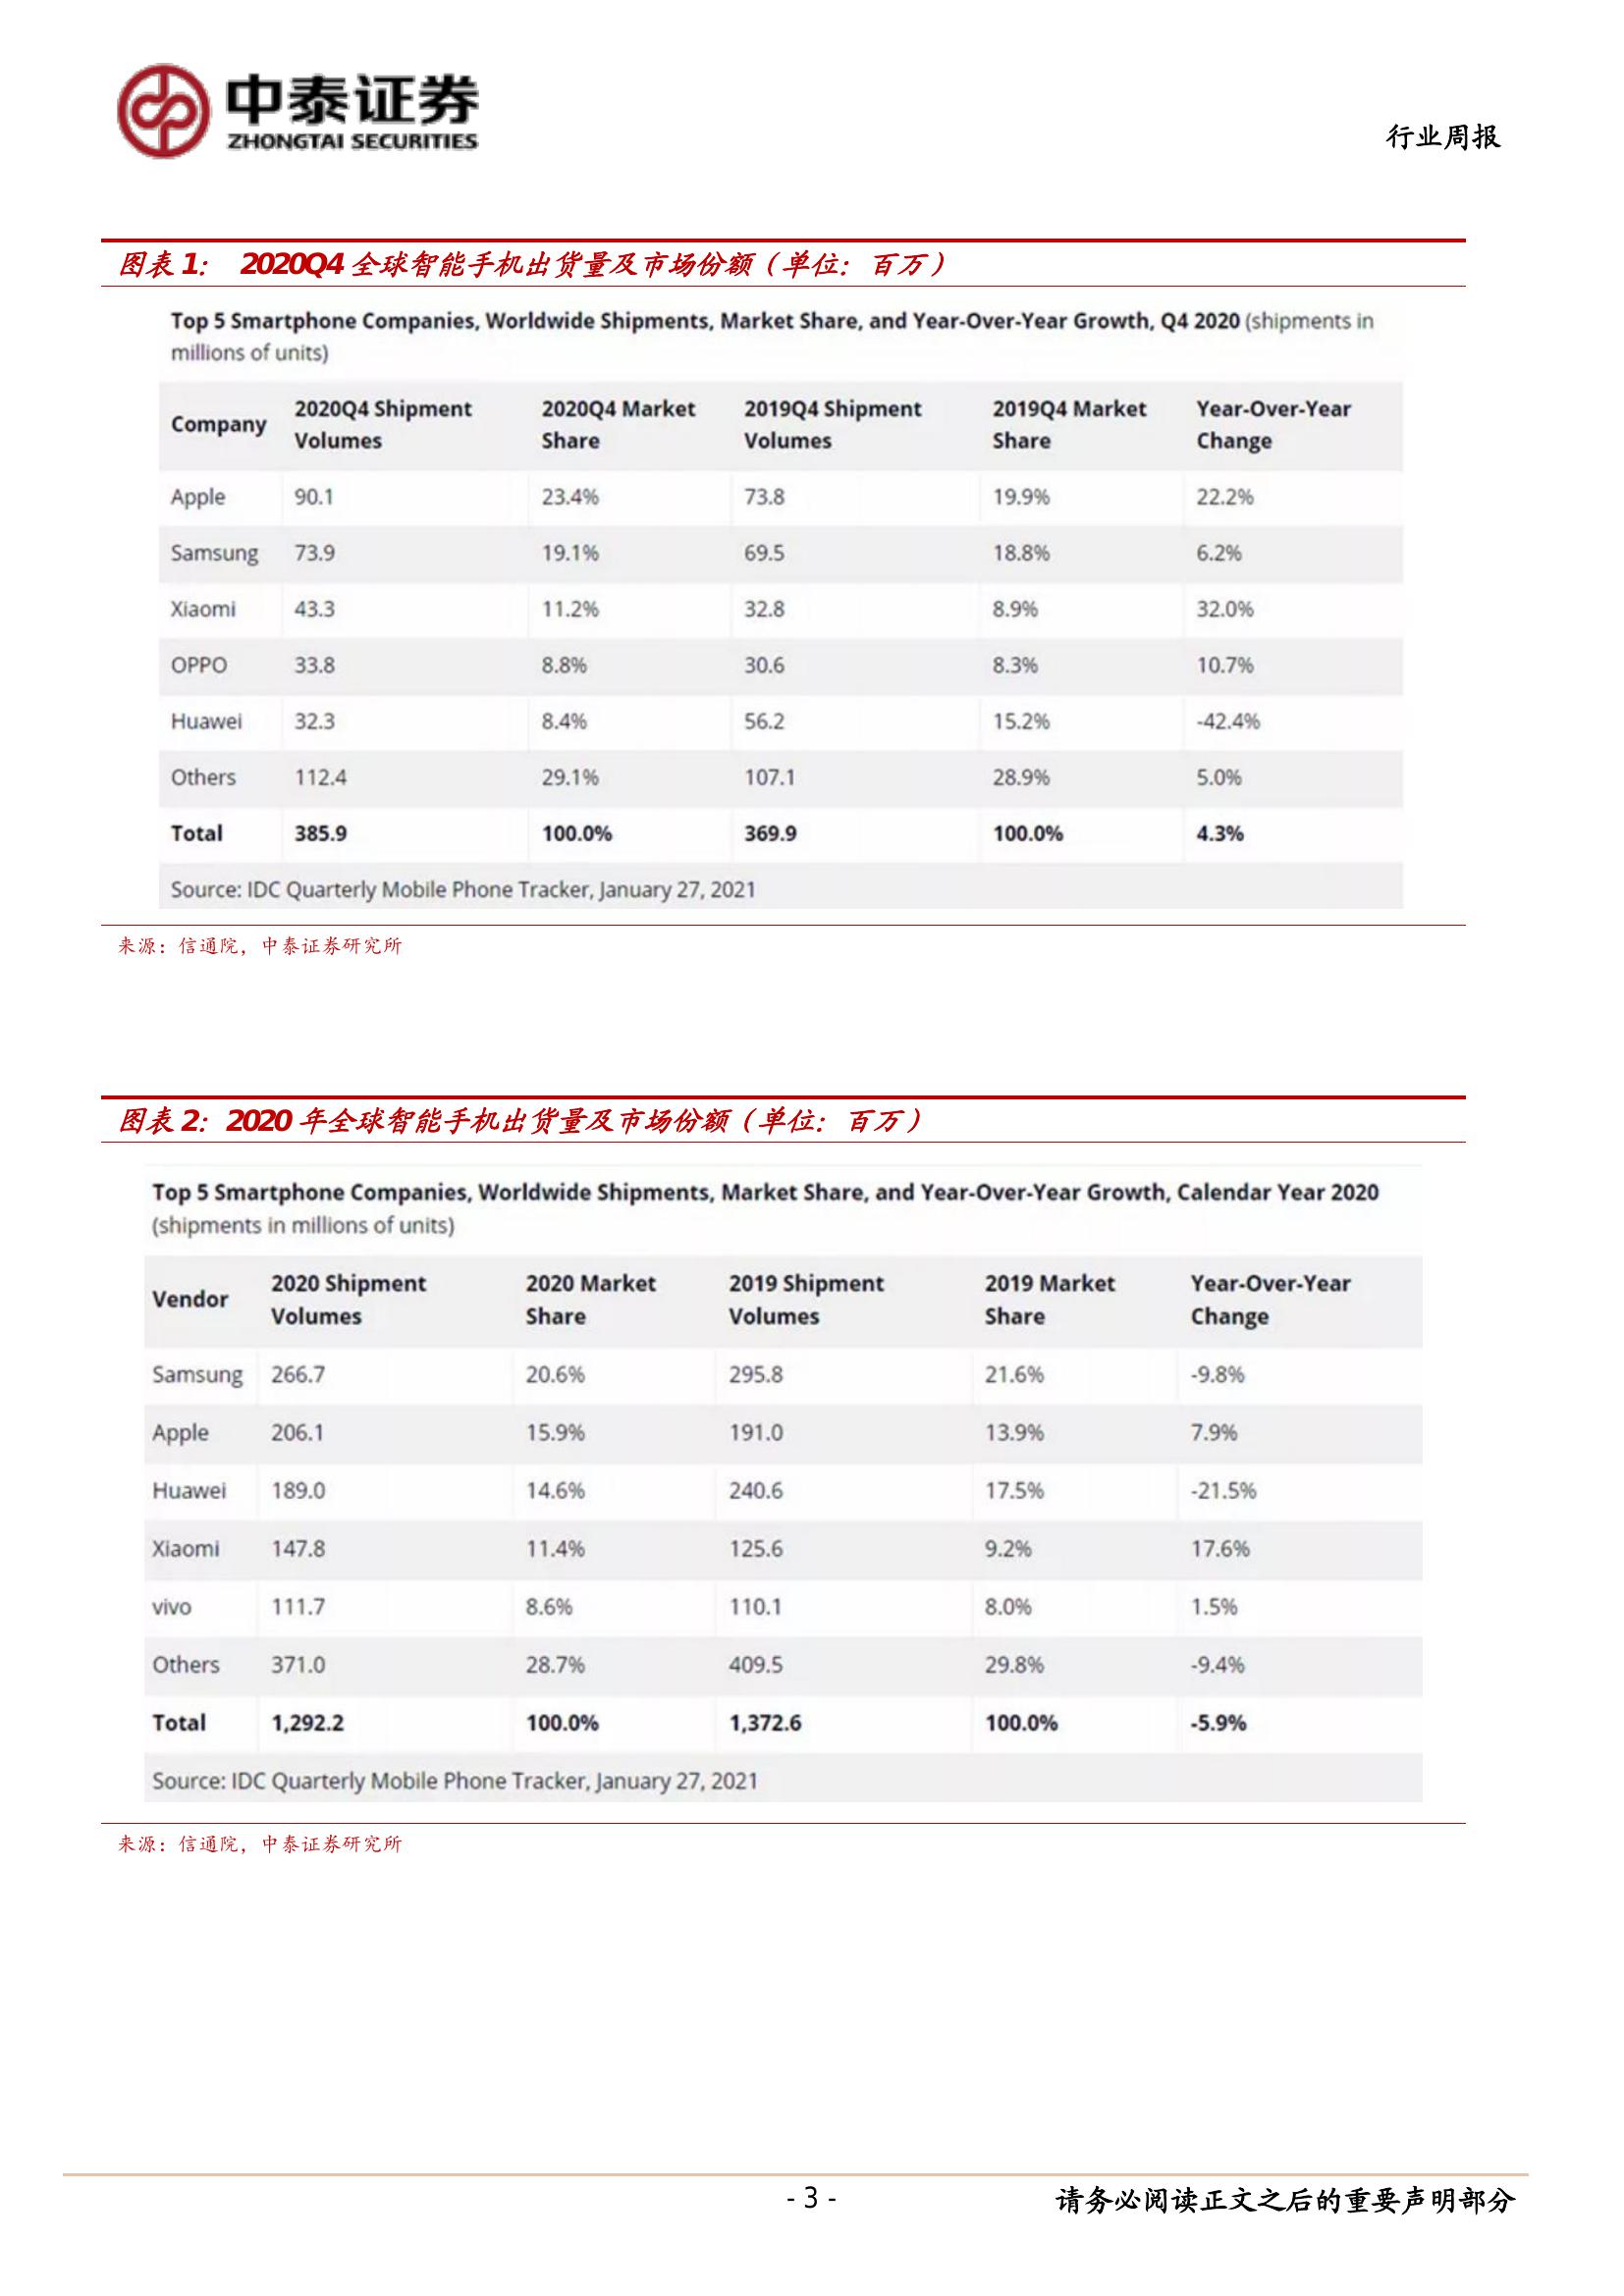 中泰证券
ZHONGTAI SECURITIES
行业周报
图表 1： 2020Q4 全球智能手机出货量及市场份额（单位：百万）
Top 5 Smartphone Companies, Worldwide Shipments, Market Share, and Year-Over-Year Growth, Q4 2020 (shipments in
millions of units)
Company 2020Q4 Shipment Volumes 2020Q4 Market Share 2019Q4 Shipment Volumes 2019Q4 Market Share Year-Over-Year Change
Apple 90.1 23.4% 73.8 19.9% 22.2%
Samsung 73.9 19.1% 69.5 18.8% 6.2%
Xiaomi 43.3 11.2% 32.8 8.9% 32.0%
OPPO 33.8 8.8% 30.6 8.3% 10.7%
Huawei 32.3 8.4% 56.2 15.2% -42.4%
Others 112.4 29.1% 107.1 28.9% 5.0%
Total 385.9 100.0% 369.9 100.0% 4.3%
Source: IDC Quarterly Mobile Phone Tracker, January 27, 2021
来源：信通院，中泰证券研究所
图表 2：2020 年全球智能手机出货量及市场份额（单位：百万）
Top 5 Smartphone Companies, Worldwide Shipments, Market Share, and Year-Over-Year Growth, Calendar Year 2020
(shipments in millions of units)
Vendor 2020 Shipment Volumes 2020 Market Share 2019 Shipment Volumes 2019 Market Share Year-Over-Year Change
Samsung 266.7 20.6% 295.8 21.6% -9.8%
Apple 206.1 15.9% 191.0 13.9% 7.9%
Huawei 189.0 14.6% 240.6 17.5% -21.5%
Xiaomi 147.8 11.4% 125.6 9.2% 17.6%
vivo 111.7 8.6% 110.1 8.0% 1.5%
Others 371.0 28.7% 409.5 29.8% -9.4%
Total 1,292.2 100.0% 1,372.6 100.0% -5.9%
Source: IDC Quarterly Mobile Phone Tracker, January 27, 2021
来源：信通院，中泰证券研究所
- 3 -
请务必阅读正文之后的重要声明部分